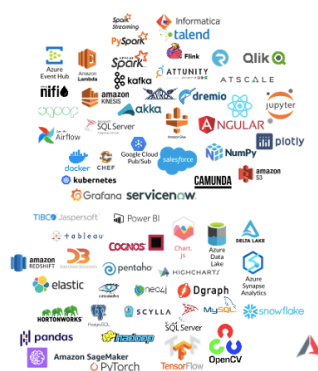 Spark Streaming
Informatica
talend
PySpark
Flink
Qlik
Azure Event Hub
Amazon Lambda
Spark
ATTUNITY
ATSCALE
kafka
nifi
amazon KINESIS
dremio
jupyter
sqoop
akka
Airflow
SQL Server
ANGULAR
plotly
docker
CHEF
Google Cloud Pub/Sub
salesforce
NumPy
kubernetes
CAMUNDA
amazon S3
Grafana
servicenow
TIBCO Jaspersoft
Power BI
+ a b l e a u
COGNOS
Chart.js
Azure Data Lake
DELTA LAKE
amazon REDSHIFT
pentaho
HIGHCHARTS
Azure Synapse Analytics
elastic
cassandra
neo4j
Dgraph
HORTONWORKS
PostgreSQL
SCYLLA
MySQL
snowflake
SQL Server
pandas
hadoop
OpenCV
Amazon SageMaker
PyTorch
TensorFlow